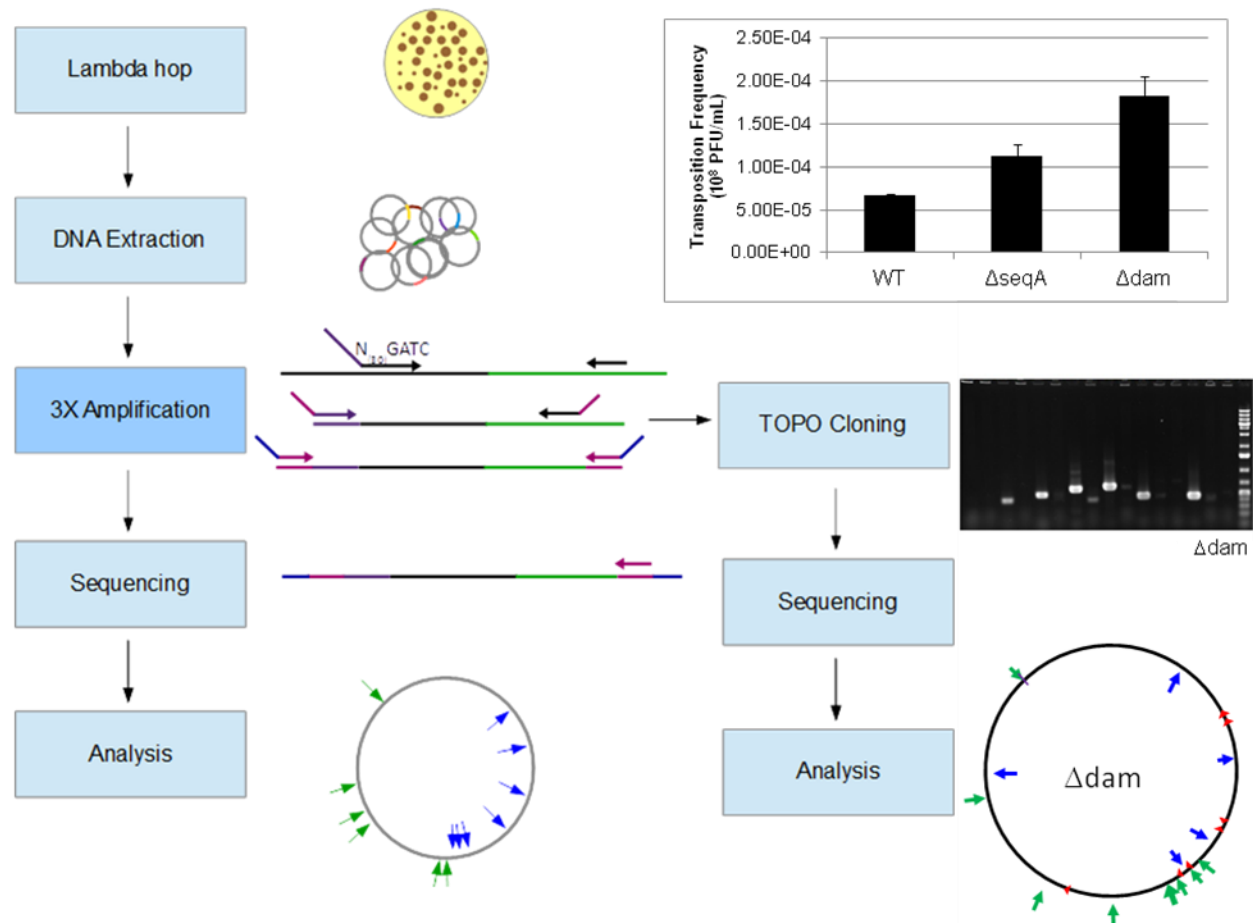 Lambda hop
DNA Extraction
3X Amplification
Sequencing
Analysis
N(10)GATC
TOPO Cloning
Sequencing
Analysis
Transposition Frequency
(10⁸ PFU/mL)
2.50E-04
2.00E-04
1.50E-04
1.00E-04
5.00E-05
0.00E+00
WT ΔseqA Δdam
Δdam
Δdam